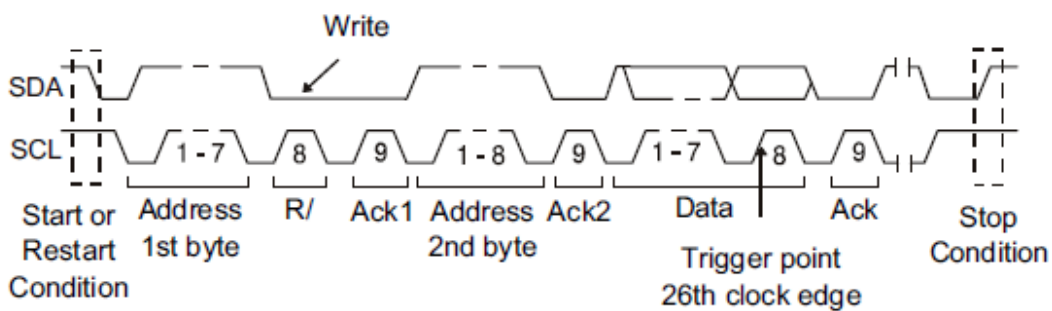 Write
SDA
SCL
1 - 7
8
9
1 - 8
9
1 - 7
8
9
Start or
Restart
Condition
Address
1st byte
R/
Ack1
Address
2nd byte
Ack2
Data
Ack
Stop
Condition
Trigger point
26th clock edge